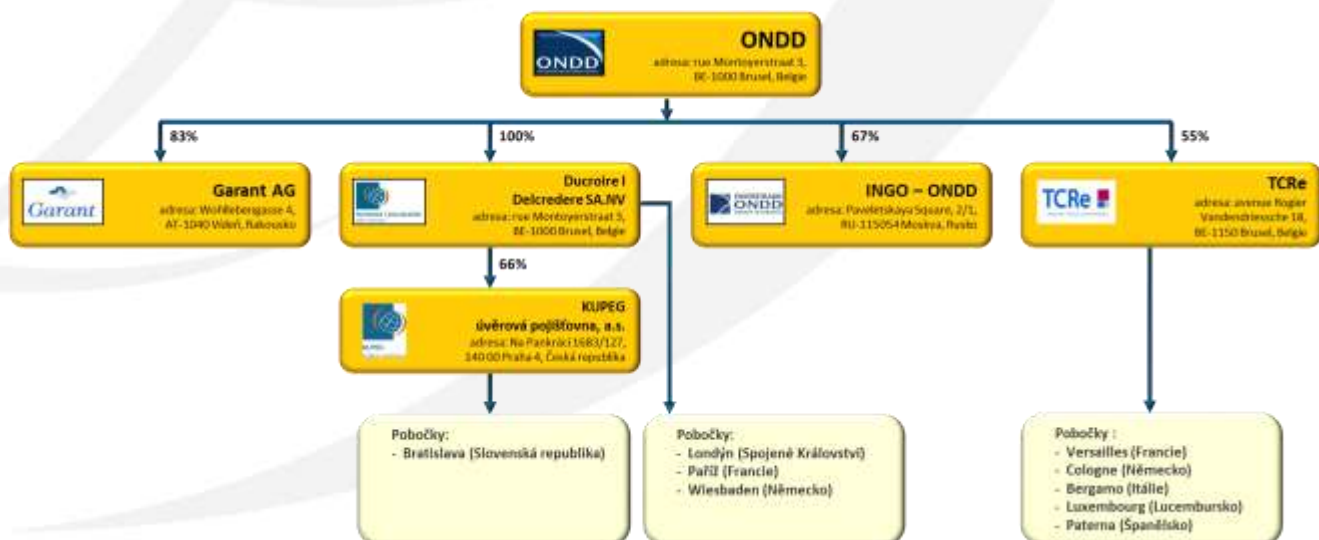 ONDD
ONDD
adresa: rue Montoyerstraat 3,
BE-1000 Brusel, Belgie
83%
100%
67%
55%
Garant
Garant AG
adresa: Wohllebengasse 4,
AT-1040 Vídeň, Rakousko
Ducroire I
Delcredere SA.NV
adresa: rue Montoyerstraat 3,
BE-1000 Brusel, Belgie
ONDD
INGO – ONDD
adresa: Paveletskaya Square, 2/1,
RU-115054 Moskva, Rusko
TCRe
TCRe
adresa: avenue Rogier
Vandendriessche 18,
BE-1150 Brusel, Belgie
66%
KUPEG
úvěrová pojišťovna, a.s.
adresa: Na Pankráci 1683/127,
140 00 Praha 4, Česká republika
Pobočky:
- Bratislava (Slovenská republika)
Pobočky:
- Londýn (Spojené Království)
- Paříž (Francie)
- Wiesbaden (Německo)
Pobočky :
- Versailles (Francie)
- Cologne (Německo)
- Bergamo (Itálie)
- Luxembourg (Lucembursko)
- Paterna (Španělsko)